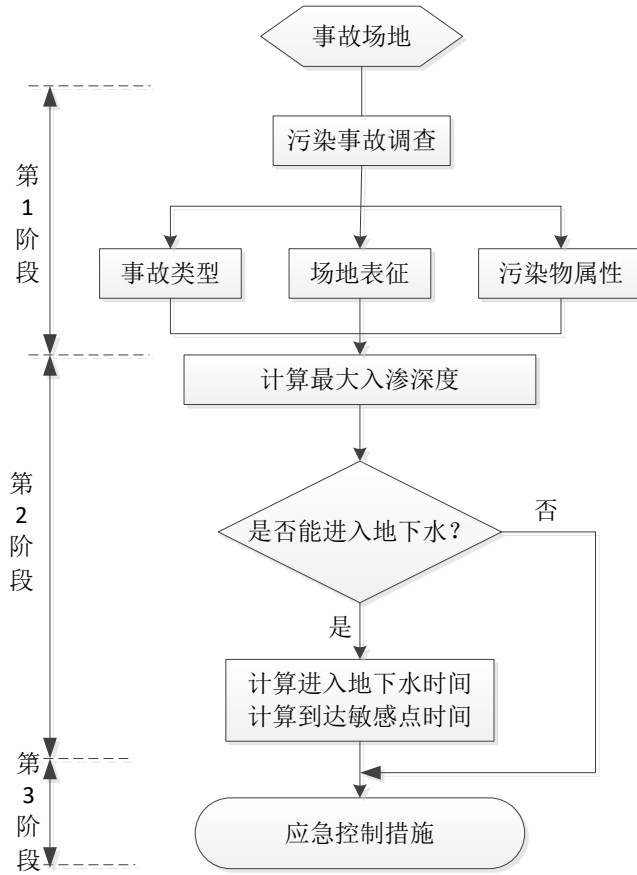 事故场地
污染事故调查
第1阶段
事故类型
场地表征
污染物属性
计算最大入渗深度
第2阶段
是否能进入地下水？
否
是
计算进入地下水时间
计算到达敏感点时间
第3阶段
应急控制措施